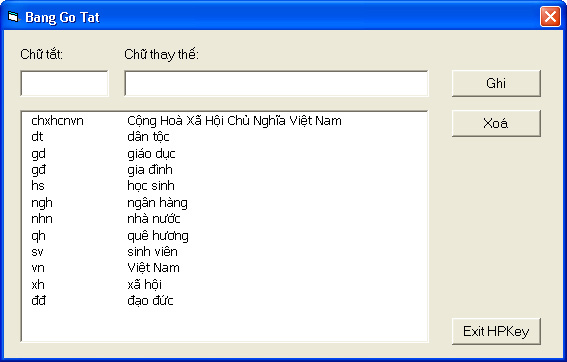 Bang Go Tat
Chữ tắt: Chữ thay thế:
Ghi
Xoá
chxhcnvn Cộng Hoà Xã Hội Chủ Nghĩa Việt Nam
dt dân tộc
gd giáo dục
gđ gia đình
hs học sinh
ngh ngân hàng
nhn nhà nước
qh quê hương
sv sinh viên
vn Việt Nam
xh xã hội
đđ đạo đức
Exit HPKey